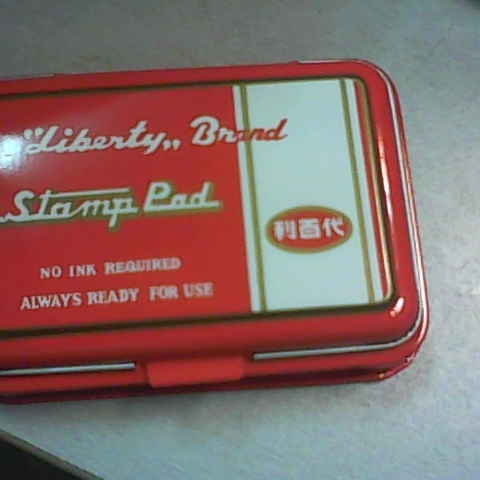 "Liberty" Brand
Stamp Pad
利百代
NO INK REQUIRED
ALWAYS READY FOR USE